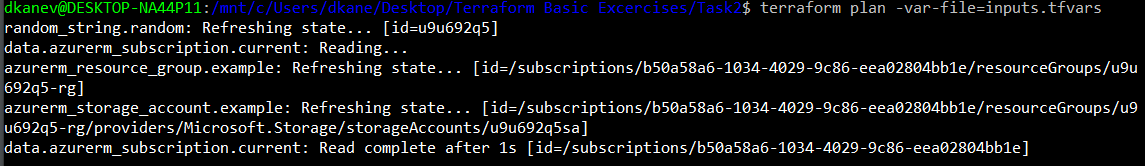 dkanev@DESKTOP-NA44P11:/mnt/c/Users/dkane/Desktop/Terraform Basic Excercises/Task2$ terraform plan -var-file=inputs.tfvars
random_string.random: Refreshing state... [id=u9u692q5]
data.azurerm_subscription.current: Reading...
azurerm_resource_group.example: Refreshing state... [id=/subscriptions/b50a58a6-1034-4029-9c86-eea02804bb1e/resourceGroups/u9u
692q5-rg]
azurerm_storage_account.example: Refreshing state... [id=/subscriptions/b50a58a6-1034-4029-9c86-eea02804bb1e/resourceGroups/u9
u692q5-rg/providers/Microsoft.Storage/storageAccounts/u9u692q5sa]
data.azurerm_subscription.current: Read complete after 1s [id=/subscriptions/b50a58a6-1034-4029-9c86-eea02804bb1e]